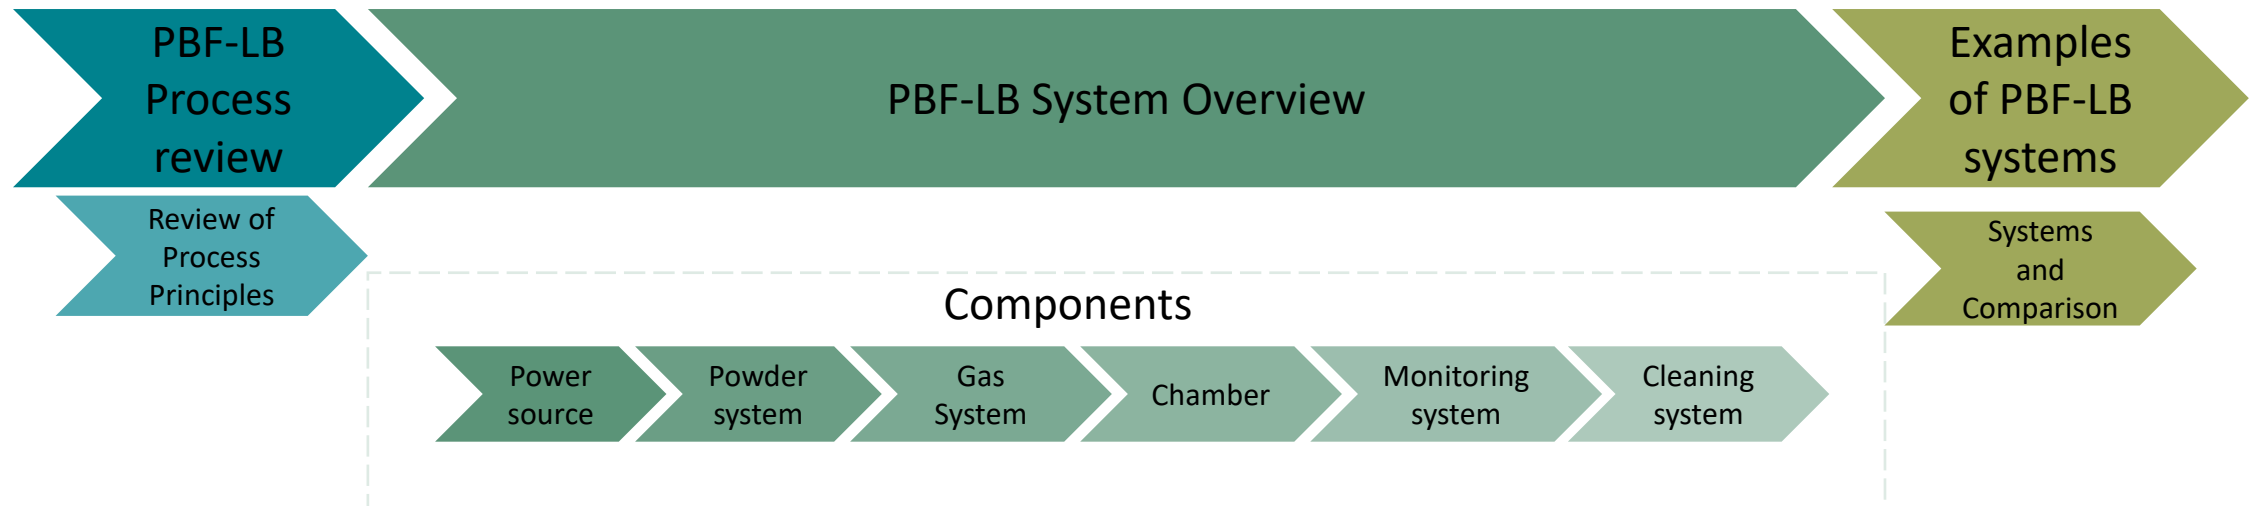 PBF-LB
Process
review
PBF-LB System Overview
Examples
of PBF-LB
systems
Review of
Process
Principles
Systems
and
Comparison
Components
Power
source
Powder
system
Gas
System
Chamber
Monitoring
system
Cleaning
system